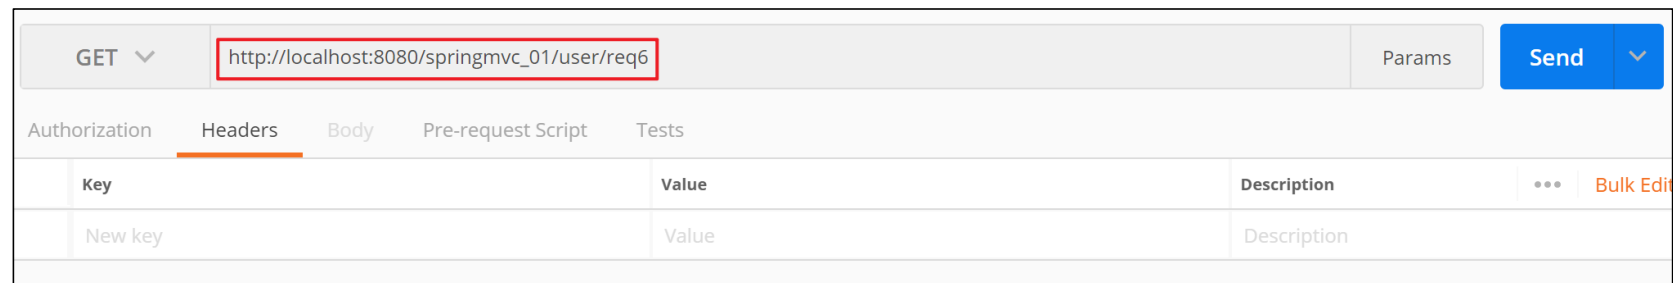 GET http://localhost:8080/springmvc_01/user/req6 Params Send
Authorization Headers Body Pre-request Script Tests
Key Value Description ••• Bulk Edit
New key Value Description